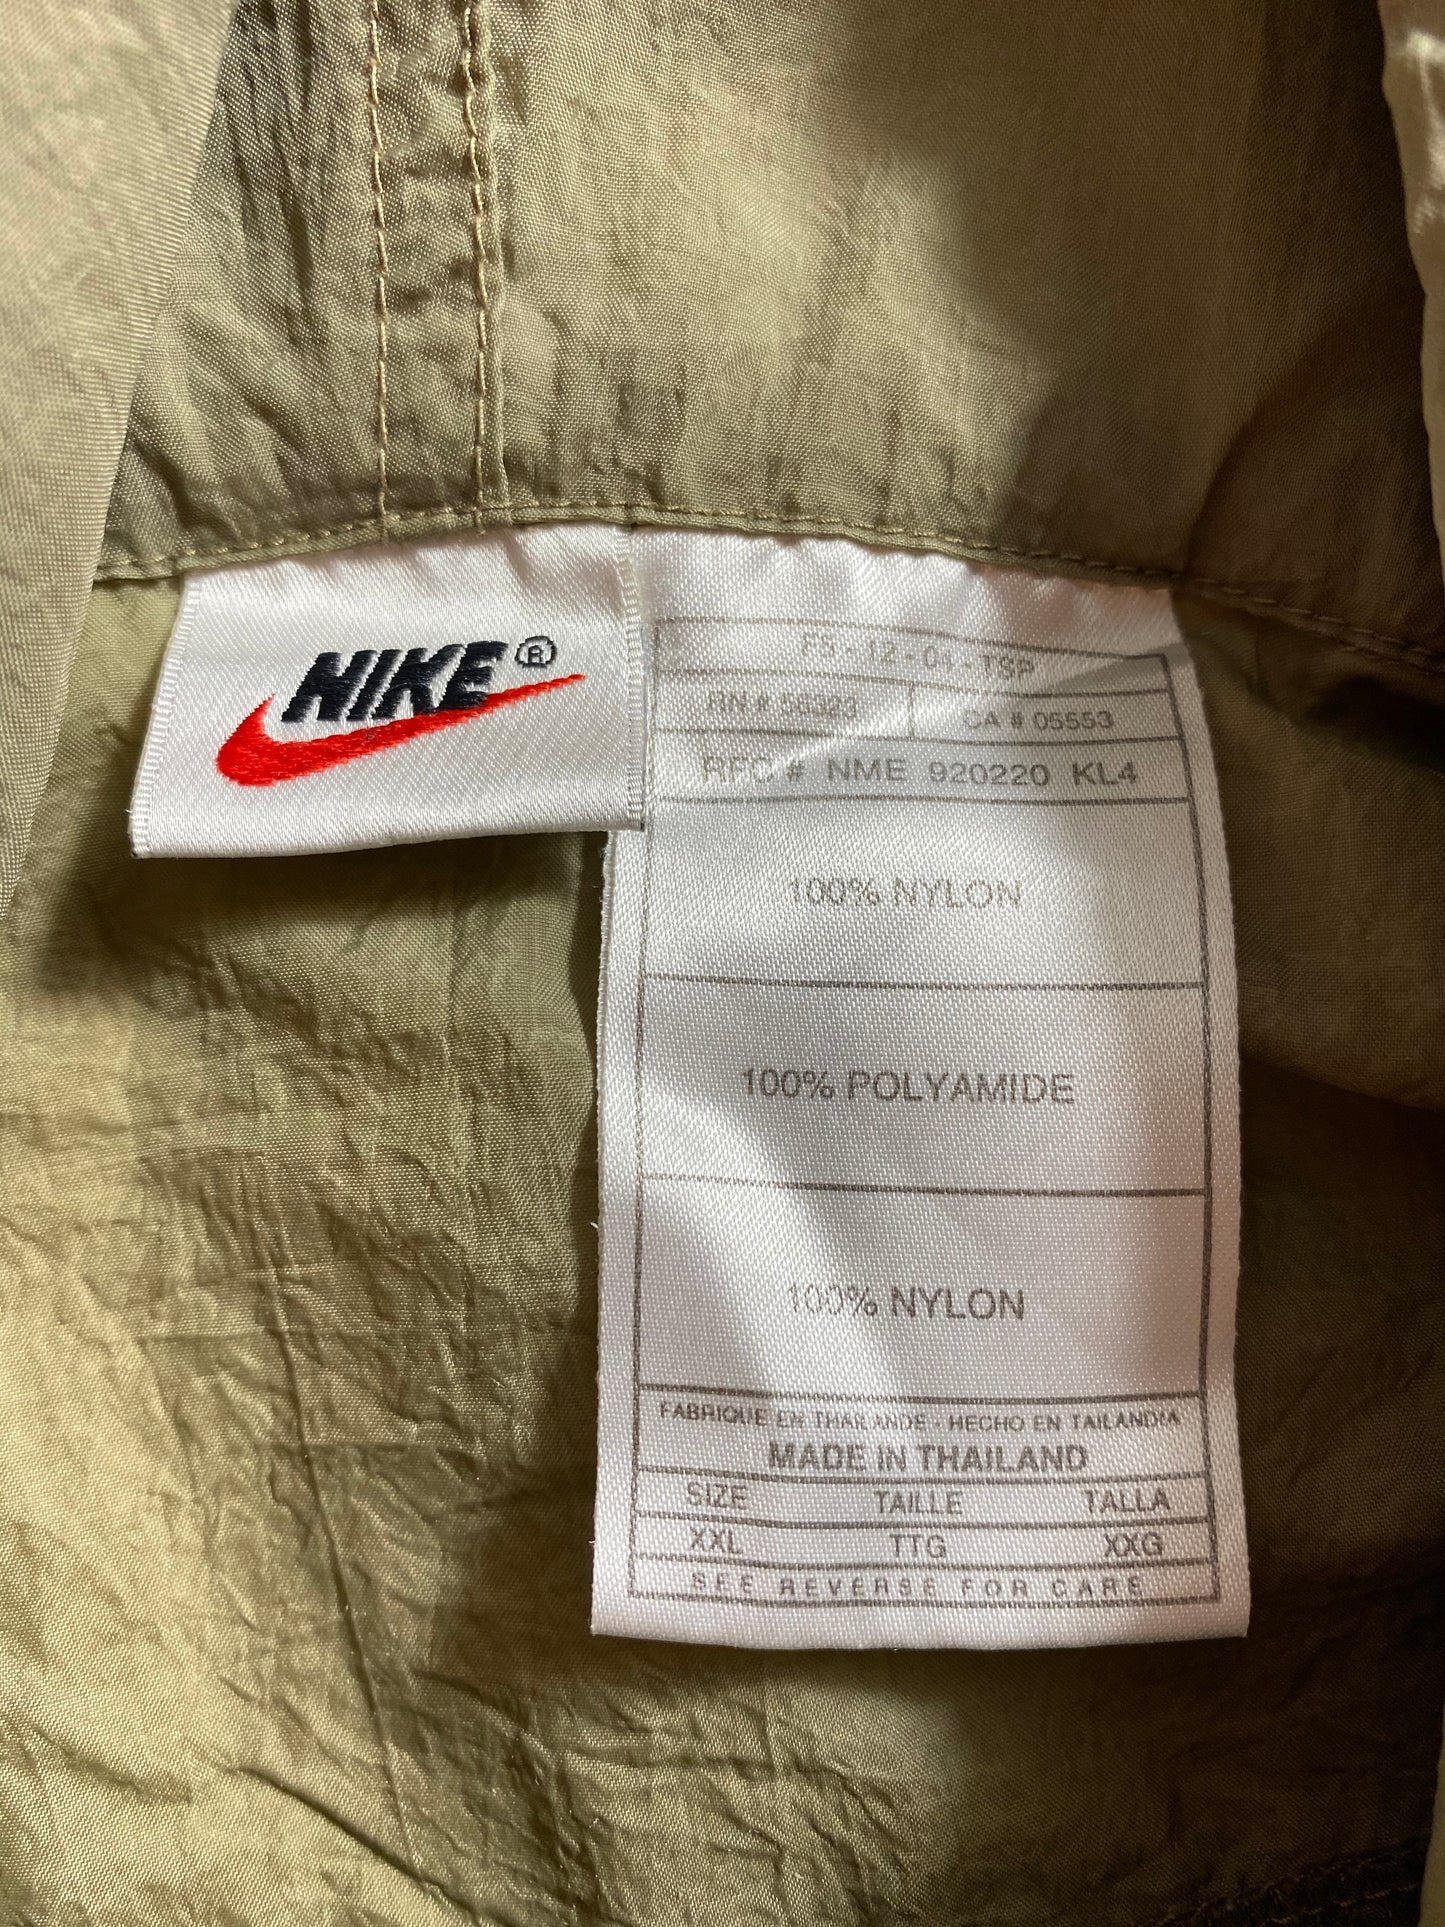 NIKE®
F5-12-04-TSP
RN # 56323
CA # 05553
RFC # NME 920220 KL4
100% NYLON
100% POLYAMIDE
100% NYLON
FABRIQUE EN THAILANDE - HECHO EN TAILANDIA
MADE IN THAILAND
SIZE TAILLE TALLA
XXL TTG XXG
SEE REVERSE FOR CARE